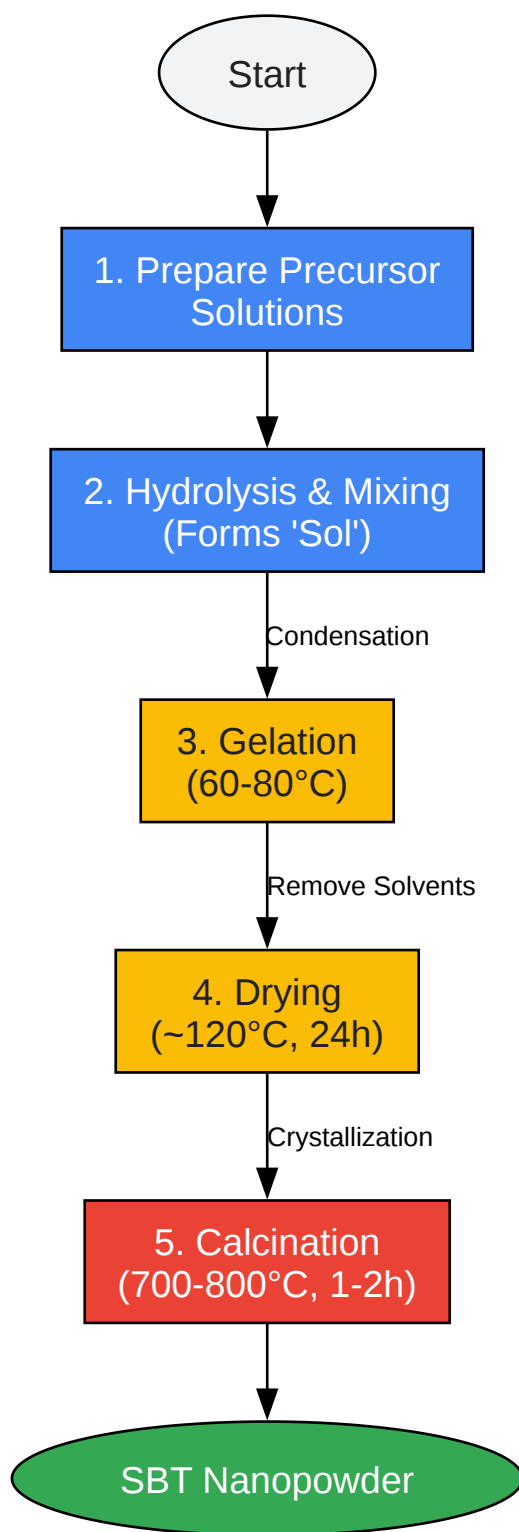 Start
1. Prepare Precursor
Solutions
2. Hydrolysis & Mixing
(Forms 'Sol')
Condensation
3. Gelation
(60-80°C)
Remove Solvents
4. Drying
(~120°C, 24h)
Crystallization
5. Calcination
(700-800°C, 1-2h)
SBT Nanopowder